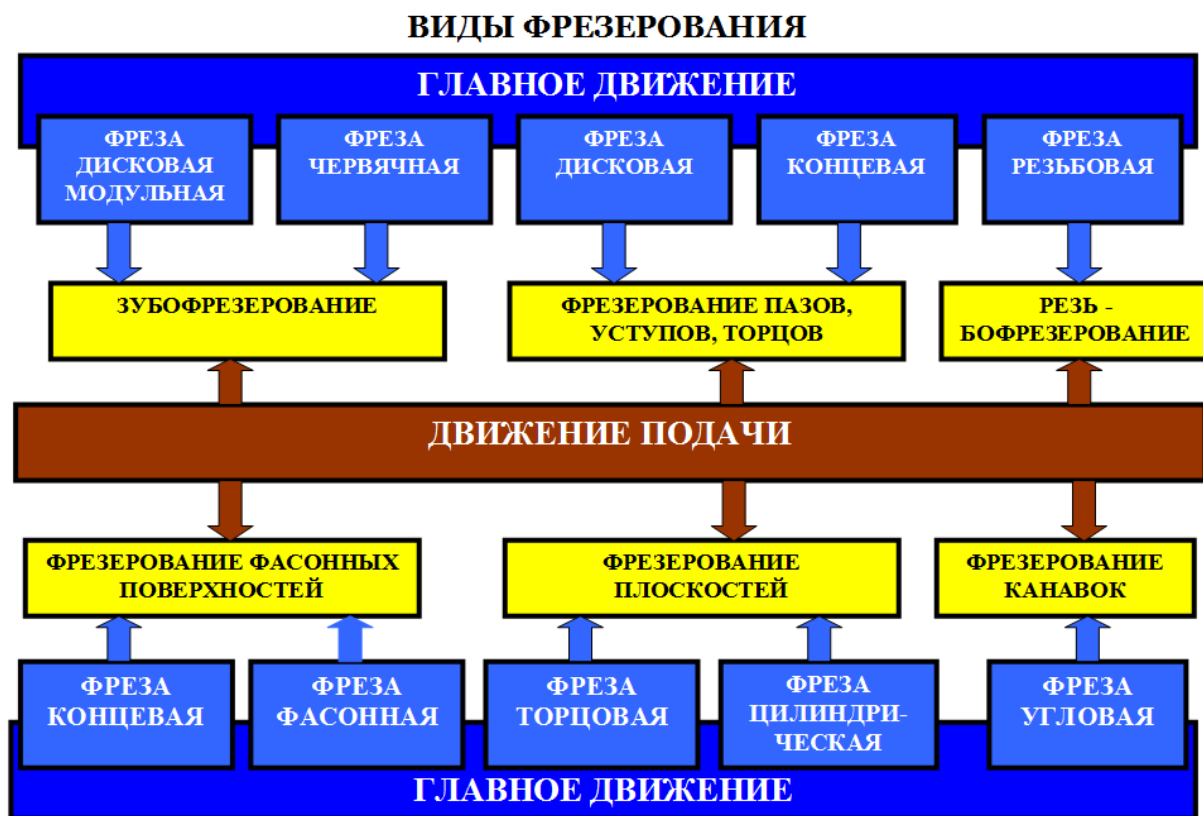 ВИДЫ ФРЕЗЕРОВАНИЯ
ГЛАВНОЕ ДВИЖЕНИЕ
ФРЕЗА
ДИСКОВАЯ
МОДУЛЬНАЯ
ФРЕЗА
ЧЕРВЯЧНАЯ
ФРЕЗА
ДИСКОВАЯ
ФРЕЗА
КОНЦЕВАЯ
ФРЕЗА
РЕЗЬБОВАЯ
ЗУБОФРЕЗЕРОВАНИЕ
ФРЕЗЕРОВАНИЕ ПАЗОВ,
УСТУПОВ, ТОРЦОВ
РЕЗЬ -
БОФРЕЗЕРОВАНИЕ
ДВИЖЕНИЕ ПОДАЧИ
ФРЕЗЕРОВАНИЕ ФАСОННЫХ
ПОВЕРХНОСТЕЙ
ФРЕЗЕРОВАНИЕ
ПЛОСКОСТЕЙ
ФРЕЗЕРОВАНИЕ
КАНАВОК
ФРЕЗА
КОНЦЕВАЯ
ФРЕЗА
ФАСОННАЯ
ФРЕЗА
ТОРЦОВАЯ
ФРЕЗА
ЦИЛИНДРИ-
ЧЕСКАЯ
ФРЕЗА
УГЛОВАЯ
ГЛАВНОЕ ДВИЖЕНИЕ